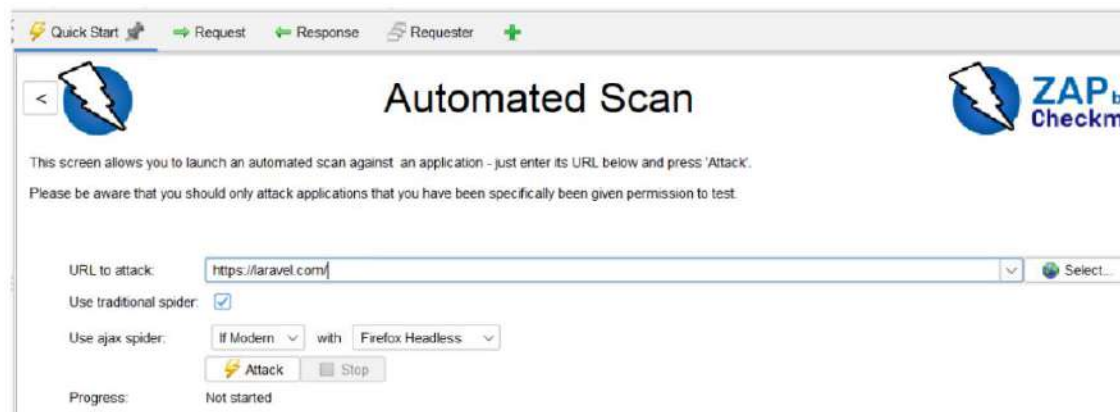 Quick Start Request Response Requester
<
Automated Scan
ZAP
Checkm
This screen allows you to launch an automated scan against an application - just enter its URL below and press 'Attack'.
Please be aware that you should only attack applications that you have been specifically been given permission to test.
URL to attack: https://laravel.com/ Select...
Use traditional spider:
Use ajax spider: If Modern with Firefox Headless
Attack Stop
Progress: Not started